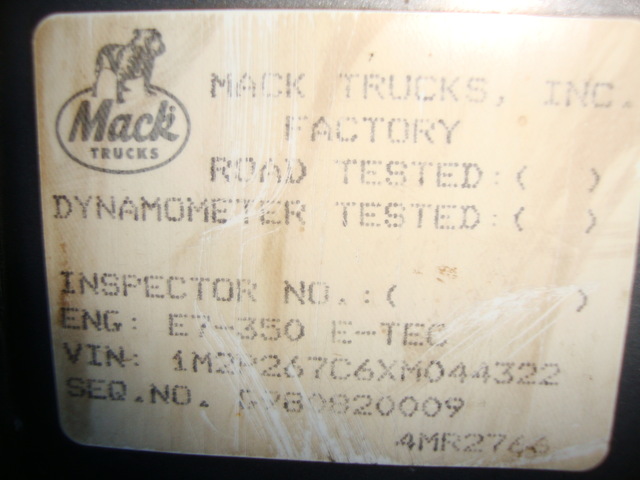 Mack
TRUCKS
MACK TRUCKS, INC.
FACTORY
ROAD TESTED:( )
DYNAMOMETER TESTED:( )
INSPECTOR NO.:( )
ENG: E7-350 E-TEC
VIN:
SEQ.NO.
4MR2766